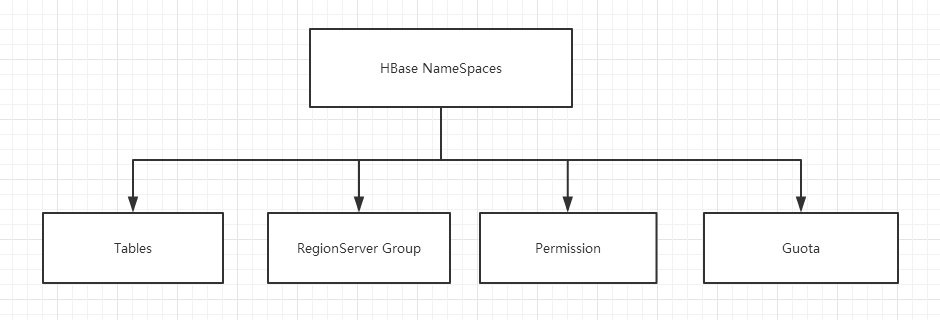 HBase NameSpaces
Tables
RegionServer Group
Permission
Guota